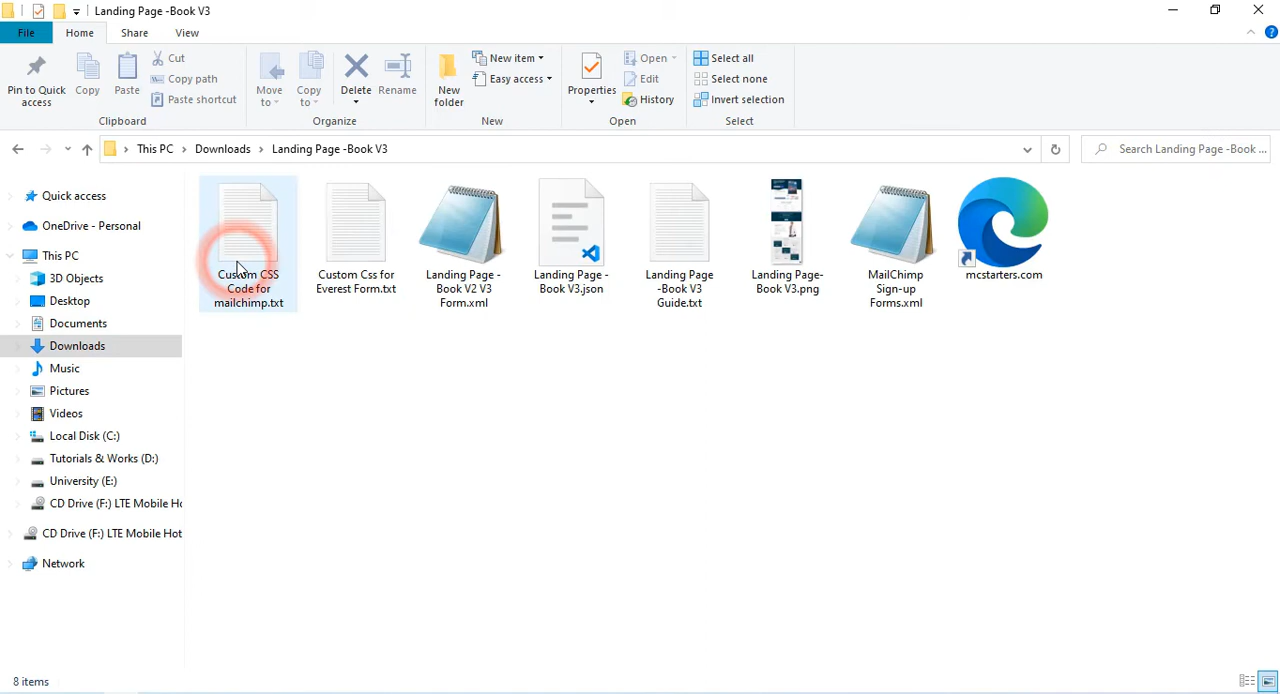 Landing Page -Book V3
File
Home
Share
View
Pin to Quick access
Copy
Paste
Cut
Copy path
Paste shortcut
Clipboard
Move to
Copy to
Delete
Rename
Organize
New folder
New item
Easy access
New
Properties
Open
Edit
History
Open
Select all
Select none
Invert selection
Select
This PC
Downloads
Landing Page -Book V3
Search Landing Page -Book ...
Quick access
OneDrive - Personal
This PC
3D Objects
Desktop
Documents
Downloads
Music
Pictures
Videos
Local Disk (C:)
Tutorials & Works (D:)
University (E:)
CD Drive (F:) LTE Mobile Ho
CD Drive (F:) LTE Mobile Hot
Network
Custom CSS
Code for
mailchimp.txt
Custom Css for
Everest Form.txt
Landing Page -
Book V2 V3
Form.xml
Landing Page -
Book V3.json
Landing Page
-Book V3
Guide.txt
Landing Page-
Book V3.png
MailChimp
Sign-up
Forms.xml
mcstarters.com
8 items